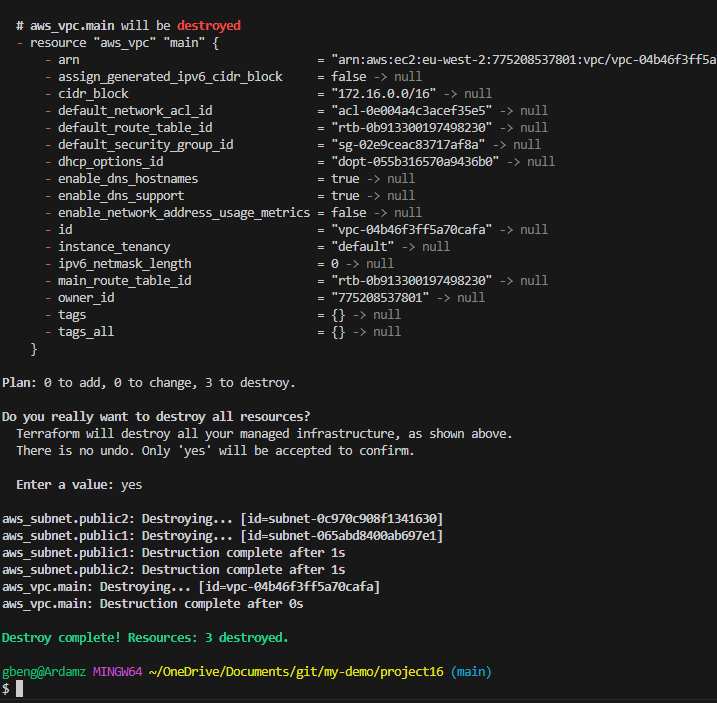 # aws_vpc.main will be destroyed
- resource "aws_vpc" "main" {
- arn = "arn:aws:ec2:eu-west-2:775208537801:vpc/vpc-04b46f3ff5a
- assign_generated_ipv6_cidr_block = false -> null
- cidr_block = "172.16.0.0/16" -> null
- default_network_acl_id = "acl-0e004a4c3acef35e5" -> null
- default_route_table_id = "rtb-0b913300197498230" -> null
- default_security_group_id = "sg-02e9ceac83717af8a" -> null
- dhcp_options_id = "dopt-055b316570a9436b0" -> null
- enable_dns_hostnames = true -> null
- enable_dns_support = true -> null
- enable_network_address_usage_metrics = false -> null
- id = "vpc-04b46f3ff5a70cafa" -> null
- instance_tenancy = "default" -> null
- ipv6_netmask_length = 0 -> null
- main_route_table_id = "rtb-0b913300197498230" -> null
- owner_id = "775208537801" -> null
- tags = {} -> null
- tags_all = {} -> null
}
Plan: 0 to add, 0 to change, 3 to destroy.
Do you really want to destroy all resources?
Terraform will destroy all your managed infrastructure, as shown above.
There is no undo. Only 'yes' will be accepted to confirm.
Enter a value: yes
aws_subnet.public2: Destroying... [id=subnet-0c970c908f1341630]
aws_subnet.public1: Destroying... [id=subnet-065abd8400ab697e1]
aws_subnet.public1: Destruction complete after 1s
aws_subnet.public2: Destruction complete after 1s
aws_vpc.main: Destroying... [id=vpc-04b46f3ff5a70cafa]
aws_vpc.main: Destruction complete after 0s
Destroy complete! Resources: 3 destroyed.
gbeng@Ardamz MINGW64 ~/OneDrive/Documents/git/my-demo/project16 (main)
$